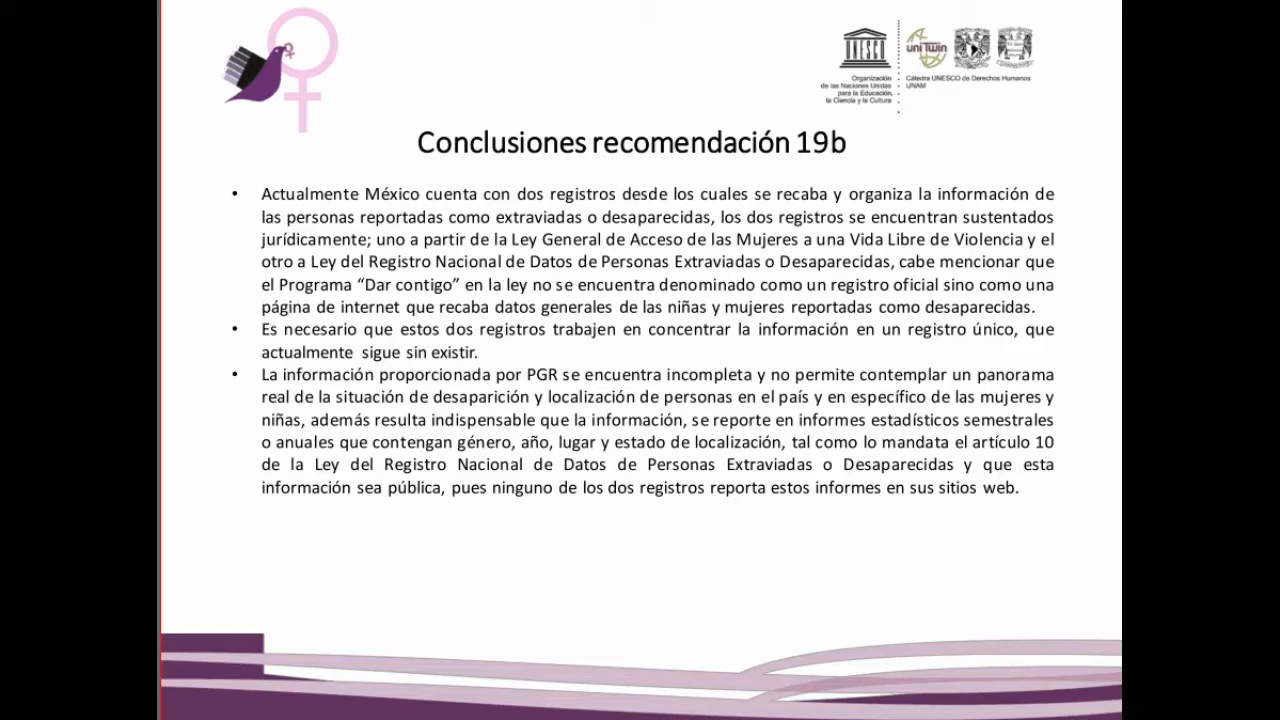 UNESCO
uni Twin
Organización
de las Naciones Unidas
para la Educación,
la Ciencia y la Cultura
Cátedra UNESCO de Derechos Humanos
UNAM
Conclusiones recomendación 19b
• Actualmente México cuenta con dos registros desde los cuales se recaba y organiza la información de
las personas reportadas como extraviadas o desaparecidas, los dos registros se encuentran sustentados
jurídicamente; uno a partir de la Ley General de Acceso de las Mujeres a una Vida Libre de Violencia y el
otro a Ley del Registro Nacional de Datos de Personas Extraviadas o Desaparecidas, cabe mencionar que
el Programa “Dar contigo” en la ley no se encuentra denominado como un registro oficial sino como una
página de internet que recaba datos generales de las niñas y mujeres reportadas como desaparecidas.
• Es necesario que estos dos registros trabajen en concentrar la información en un registro único, que
actualmente sigue sin existir.
• La información proporcionada por PGR se encuentra incompleta y no permite contemplar un panorama
real de la situación de desaparición y localización de personas en el país y en específico de las mujeres y
niñas, además resulta indispensable que la información, se reporte en informes estadísticos semestrales
o anuales que contengan género, año, lugar y estado de localización, tal como lo mandata el artículo 10
de la Ley del Registro Nacional de Datos de Personas Extraviadas o Desaparecidas y que esta
información sea pública, pues ninguno de los dos registros reporta estos informes en sus sitios web.